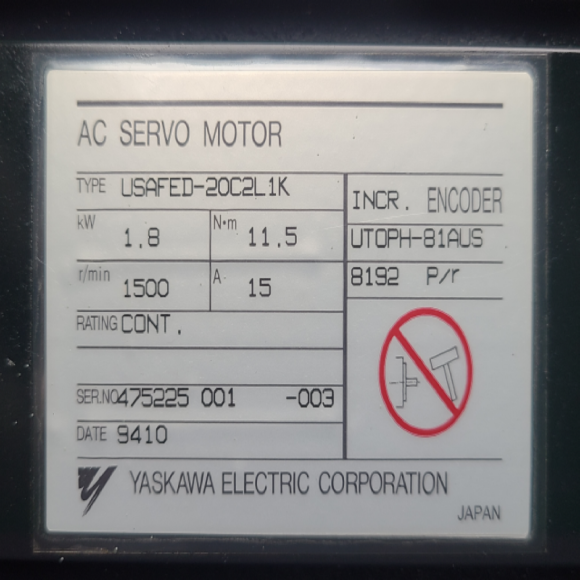 AC SERVO MOTOR
TYPE USAFED-20C2L1K
INCR. ENCODER
kW 1.8 N·m 11.5
UTOPH-81AUS
r/min 1500 A 15
8192 P/r
RATING CONT.
SER.NO 475225 001 -003
DATE 9410
YASKAWA ELECTRIC CORPORATION
JAPAN